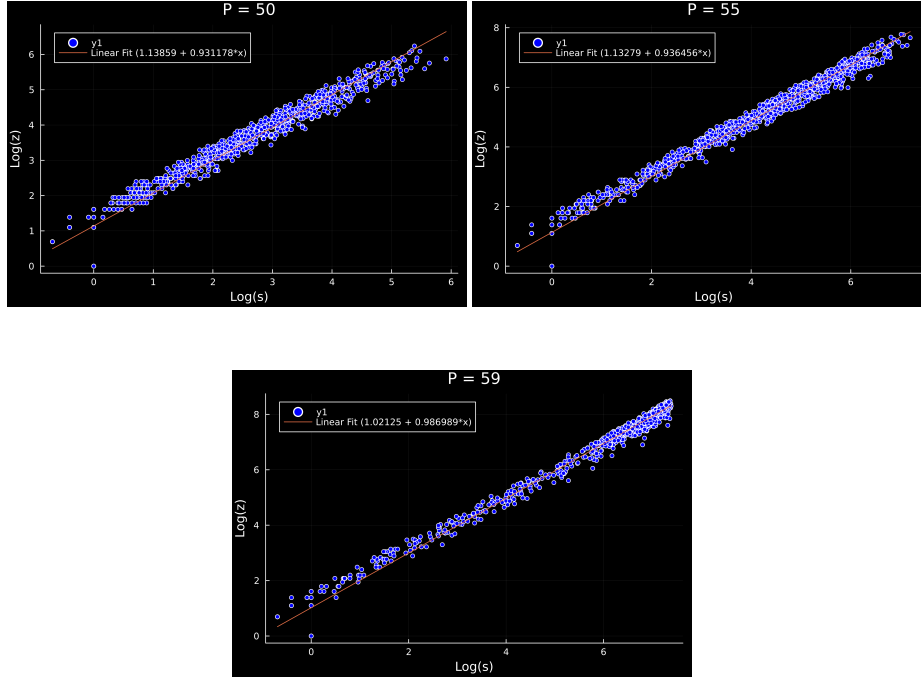 P = 50
y1
Linear Fit (1.13859 + 0.931178*x)
Log(z)
6
5
4
3
2
1
0
0
1
2
3
4
5
6
Log(s)
P = 55
y1
Linear Fit (1.13279 + 0.936456*x)
Log(z)
8
6
4
2
0
0
2
4
6
Log(s)
P = 59
y1
Linear Fit (1.02125 + 0.986989*x)
Log(z)
8
6
4
2
0
0
2
4
6
Log(s)